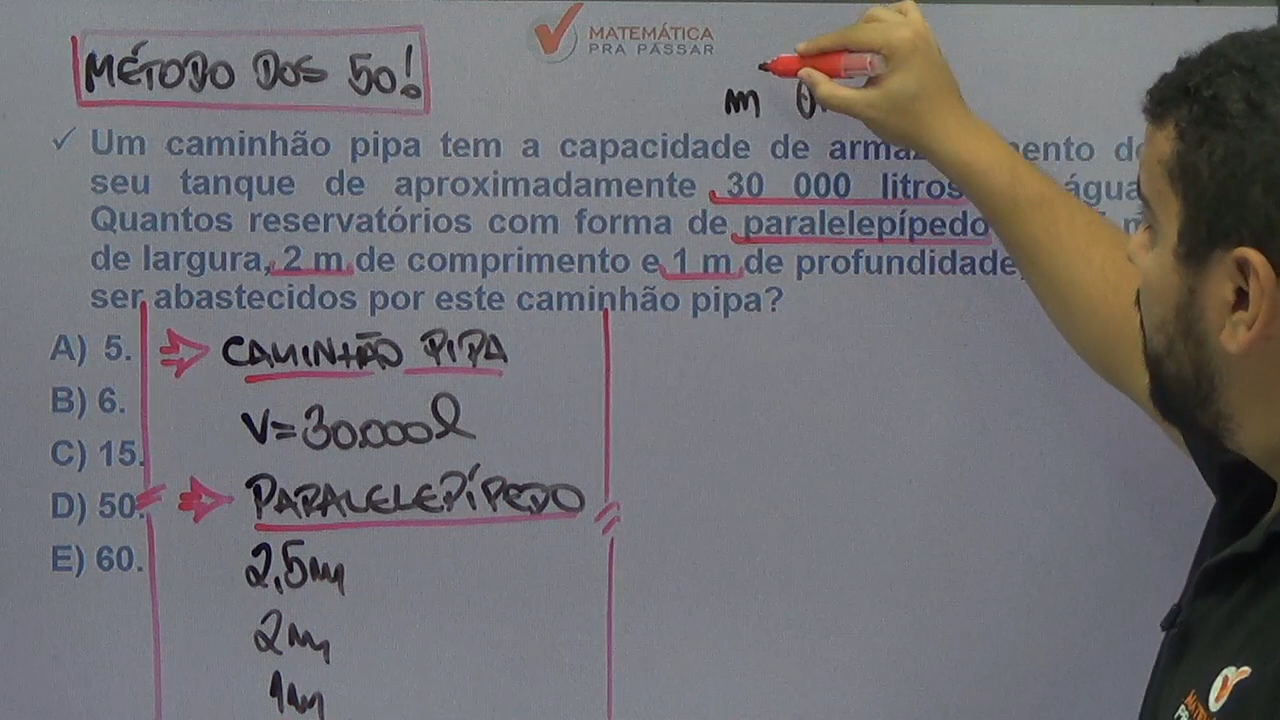 MATEMÁTICA
PRA PASSAR
MÉTODO DOS 50!
m
✓ Um caminhão pipa tem a capacidade de
seu tanque de aproximadamente 30 000 litros
Quantos reservatórios com forma de paralelepípedo
de largura, 2 m de comprimento e 1 m de profundidade,
ser abastecidos por este caminhão pipa?
A) 5.
B) 6.
C) 15.
D) 50.
E) 60.
⇒ CAMINHÃO PIPA
V=30.000l
⇒ PARALELEPÍPEDO
2,5m
2m
1m